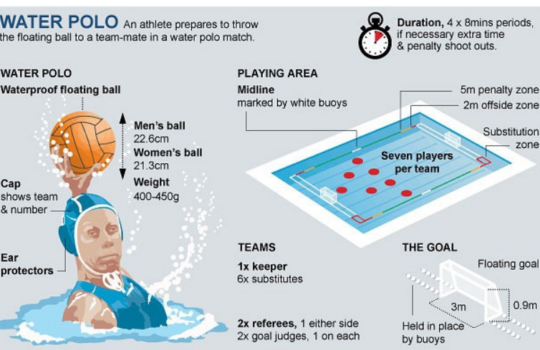 WATER POLO An athlete prepares to throw
the floating ball to a team-mate in a water polo match.
Duration, 4 x 8mins periods,
if necessary extra time
& penalty shoot outs.
WATER POLO
Waterproof floating ball
Men's ball
22.6cm
Women's ball
21.3cm
Weight
400-450g
Cap
shows team
& number
Ear
protectors
PLAYING AREA
Midline
marked by white buoys
5m penalty zone
2m offside zone
Substitution
zone
Seven players
per team
TEAMS
1x keeper
6x substitutes
2x referees, 1 either side
2x goal judges, 1 on each
THE GOAL
Floating goal
3m
0.9m
Held in place
by buoys